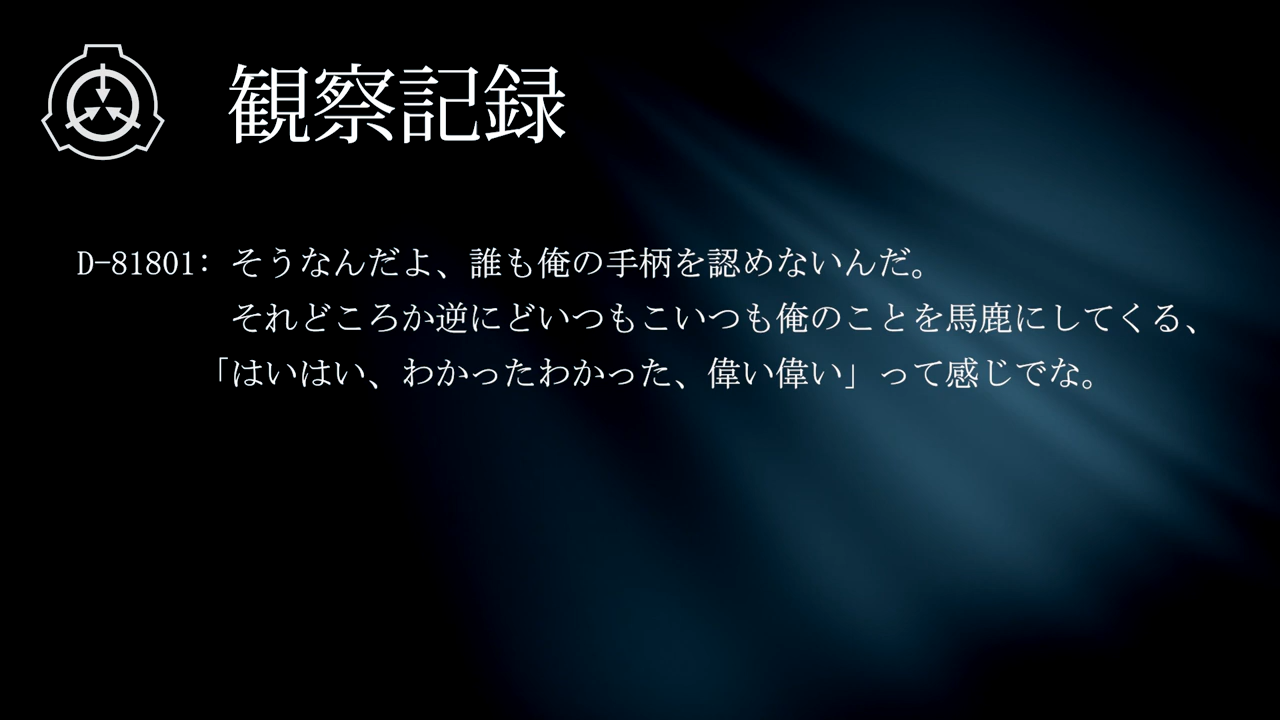 観察記録
D-81801: そうなんだよ、誰も俺の手柄を認めないんだ。
それどころか逆にどいつもこいつも俺のことを馬鹿にしてくる、
「はいはい、わかったわかった、偉い偉い」って感じでな。